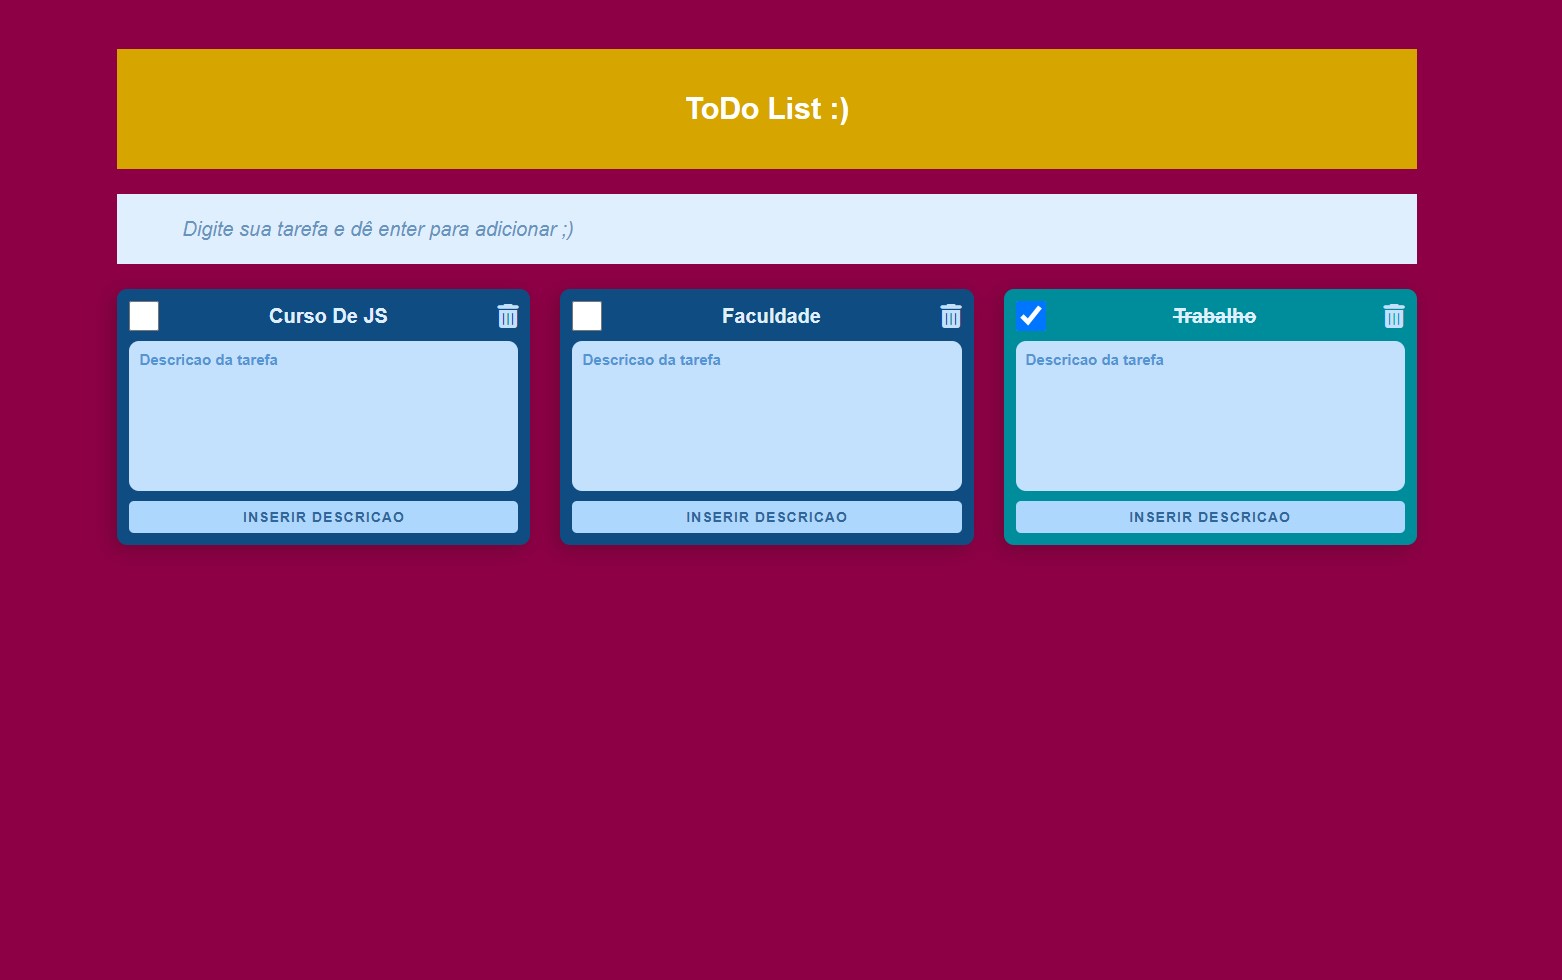 ToDo List :)
Digite sua tarefa e dê enter para adicionar ;)
Curso De JS
Descricao da tarefa
INSERIR DESCRICAO
Faculdade
Descricao da tarefa
INSERIR DESCRICAO
Trabalho
Descricao da tarefa
INSERIR DESCRICAO